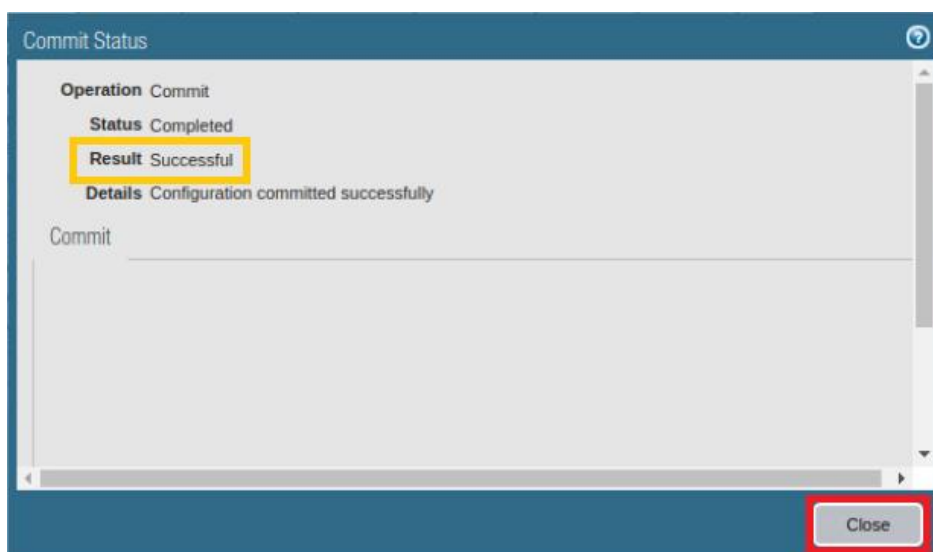 Commit Status
Operation Commit
Status Completed
Result Successful
Details Configuration committed successfully
Commit
Close